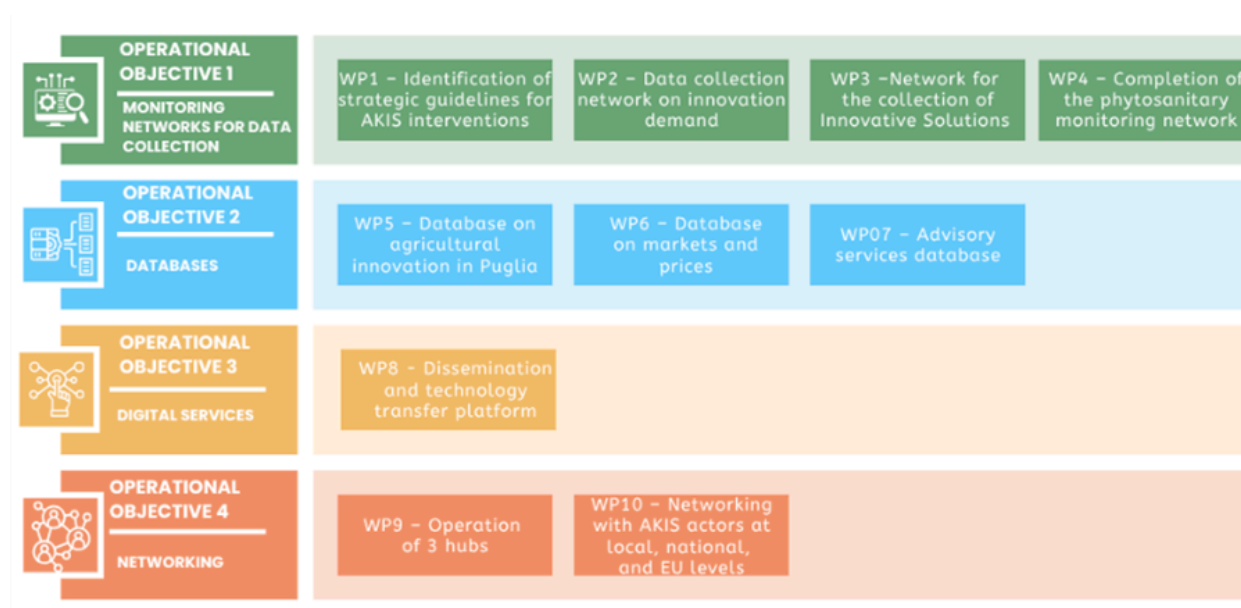 OPERATIONAL
OBJECTIVE 1
MONITORING
NETWORKS FOR DATA
COLLECTION
WP1 – Identification of
strategic guidelines for
AKIS interventions
WP2 – Data collection
network on innovation
demand
WP3 –Network for
the collection of
Innovative Solutions
WP4 – Completion of
the phytosanitary
monitoring network
OPERATIONAL
OBJECTIVE 2
DATABASES
WP5 – Database on
agricultural
innovation in Puglia
WP6 – Database
on markets and
prices
WP07 – Advisory
services database
OPERATIONAL
OBJECTIVE 3
DIGITAL SERVICES
WP8 - Dissemination
and technology
transfer platform
OPERATIONAL
OBJECTIVE 4
NETWORKING
WP9 – Operation
of 3 hubs
WP10 – Networking
with AKIS actors at
local, national,
and EU levels